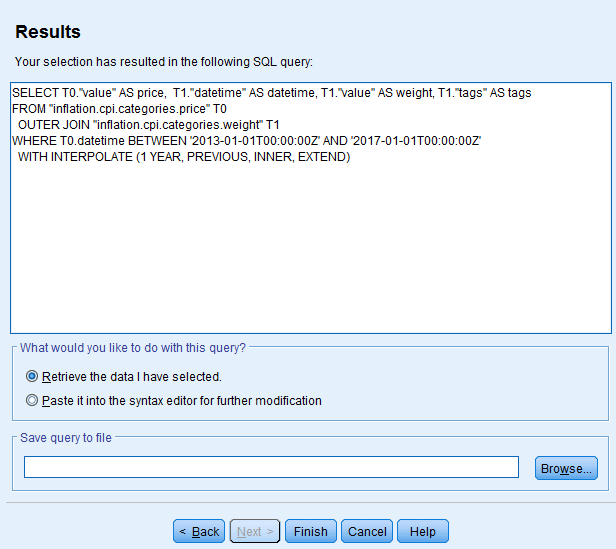 Results
Your selection has resulted in the following SQL query:
SELECT T0."value" AS price,  T1."datetime" AS datetime, T1."value" AS weight, T1."tags" AS tags
FROM "inflation.cpi.categories.price" T0
  OUTER JOIN "inflation.cpi.categories.weight" T1
WHERE T0.datetime BETWEEN '2013-01-01T00:00:00Z' AND '2017-01-01T00:00:00Z'
  WITH INTERPOLATE (1 YEAR, PREVIOUS, INNER, EXTEND)
What would you like to do with this query?
Retrieve the data I have selected.
Paste it into the syntax editor for further modification
Save query to file
Browse...
< Back Next > Finish Cancel Help